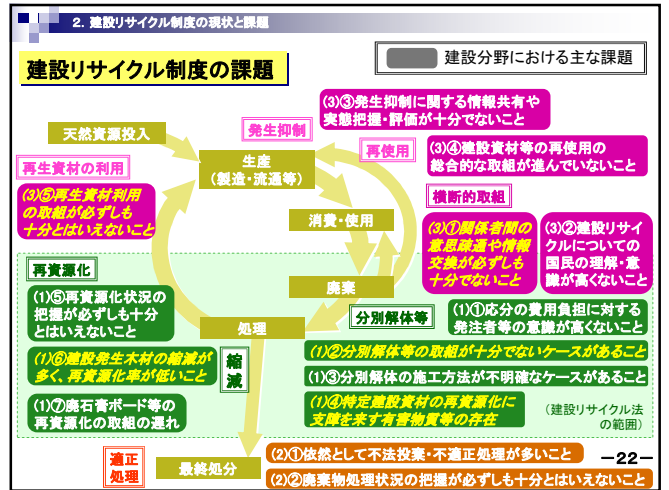 2. 建設リサイクル制度の現状と課題
建設分野における主な課題
建設リサイクル制度の課題
(3)③発生抑制に関する情報共有や
実態把握・評価が十分でないこと
天然資源投入
発生抑制
生産
(製造・流通等)
再使用
(3)④建設資材等の再使用の
総合的な取組が進んでいないこと
再生資材の利用
(3)⑤再生資材利用
の取組が必ずしも
十分とはいえないこと
横断的取組
消費・使用
(3)①関係者間の
意思疎通や情報
交換が必ずしも
十分でないこと
(3)②建設リサイ
クルについての
国民の理解・意
識が高くないこと
再資源化
廃棄
(1)⑤再資源化状況の
把握が必ずしも十分
とはいえないこと
処理
分別解体等
(1)①応分の費用負担に対する
発注者等の意識が高くないこと
(1)⑥建設発生木材の縮減が
多く、再資源化率が低いこと
縮
減
(1)②分別解体等の取組が十分でないケースがあること
(1)③分別解体の施工方法が不明確なケースがあること
(1)⑦廃石膏ボード等の
再資源化の取組の遅れ
(1)④特定建設資材の再資源化に
支障を来す有害物質等の存在
(建設リサイクル法
の範囲)
適正
処理
最終処分
(2)①依然として不法投棄・不適正処理が多いこと
(2)②廃棄物処理状況の把握が必ずしも十分とはいえないこと
－22－